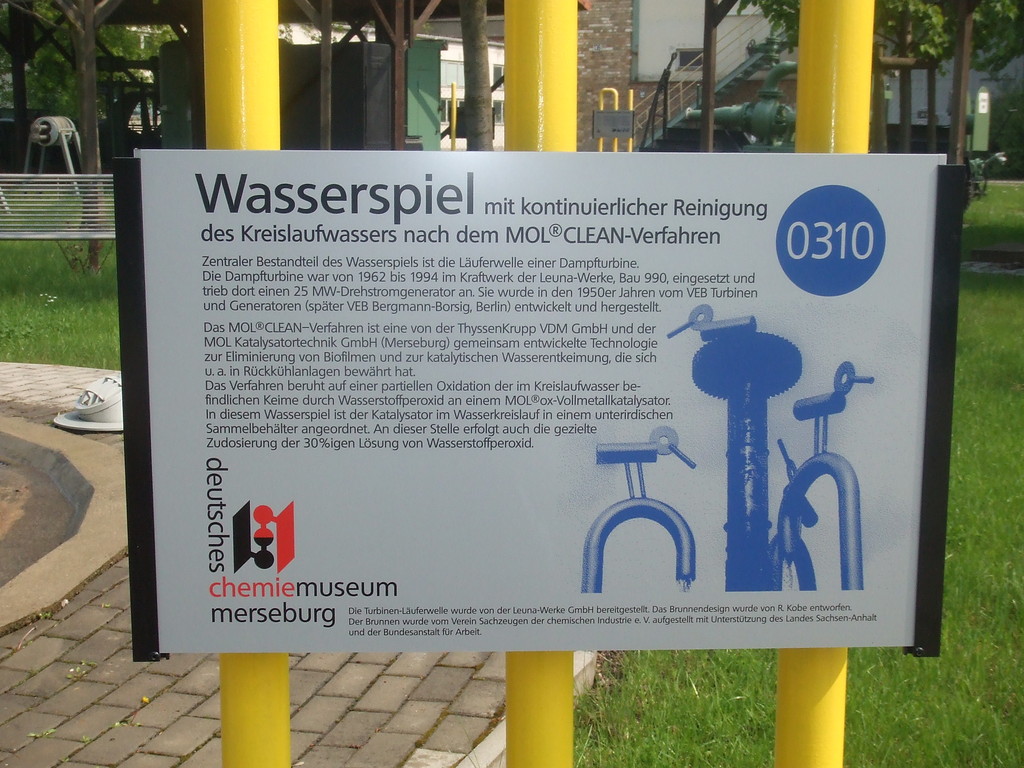 Wasserspiel mit kontinuierlicher Reinigung
des Kreislaufwassers nach dem MOL®CLEAN-Verfahren
0310
Zentraler Bestandteil des Wasserspiels ist die Läuferwelle einer Dampfturbine.
Die Dampfturbine war von 1962 bis 1994 im Kraftwerk der Leuna-Werke, Bau 990, eingesetzt und
trieb dort einen 25 MW-Drehstromgenerator an. Sie wurde in den 1950er Jahren vom VEB Turbinen
und Generatoren (später VEB Bergmann-Borsig, Berlin) entwickelt und hergestellt.
Das MOL®CLEAN–Verfahren ist eine von der ThyssenKrupp VDM GmbH und der
MOL Katalysatortechnik GmbH (Merseburg) gemeinsam entwickelte Technologie
zur Eliminierung von Biofilmen und zur katalytischen Wasserentkeimung, die sich
u. a. in Rückkühlanlagen bewährt hat.
Das Verfahren beruht auf einer partiellen Oxidation der im Kreislaufwasser be-
findlichen Keime durch Wasserstoffperoxid an einem MOL®ox-Vollmetallkatalysator.
In diesem Wasserspiel ist der Katalysator im Wasserkreislauf in einem unterirdischen
Sammelbehälter angeordnet. An dieser Stelle erfolgt auch die gezielte
Zudosierung der 30%igen Lösung von Wasserstoffperoxid.
deutsches
chemiemuseum
merseburg
Die Turbinen-Läuferwelle wurde von der Leuna-Werke GmbH bereitgestellt. Das Brunnendesign wurde von R. Kobe entworfen.
Der Brunnen wurde vom Verein Sachzeugen der chemischen Industrie e. V. aufgestellt mit Unterstützung des Landes Sachsen-Anhalt
und der Bundesanstalt für Arbeit.
3